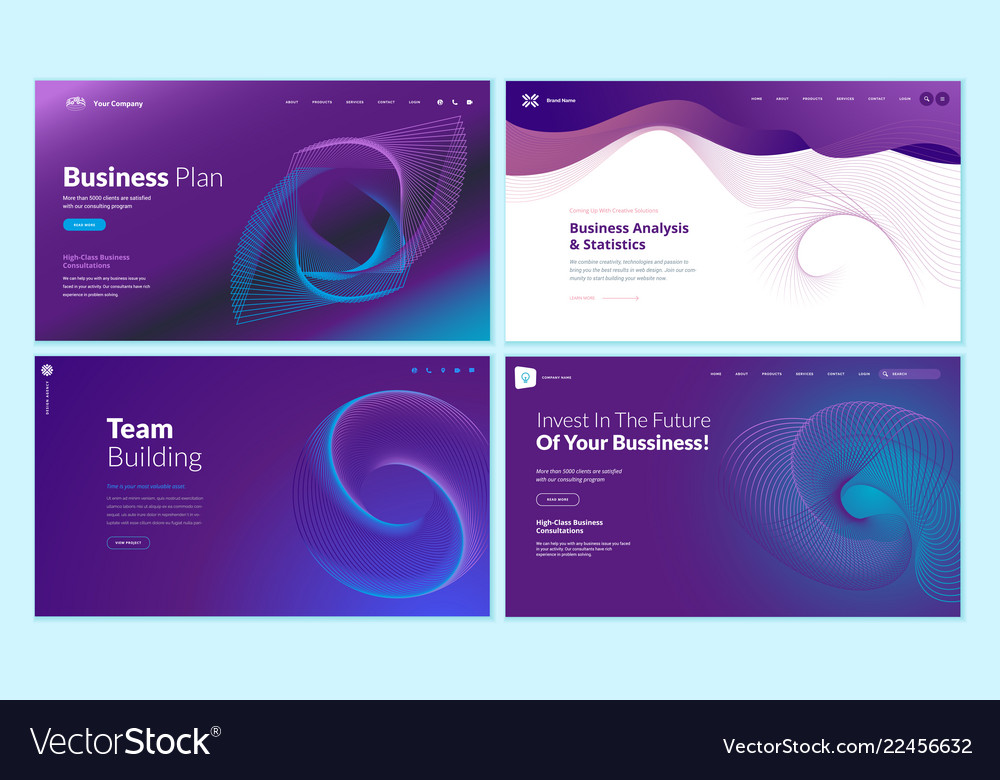 Your Company
ABOUT PRODUCTS SERVICES CONTACT LOGIN
Business Plan
More than 5000 clients are satisfied
with our consulting program
READ MORE
High-Class Business
Consultations
We can help you with any business issue you
faced in your activity. Our consultants have rich
experience in problem solving.
Brand Name
HOME ABOUT PRODUCTS SERVICES CONTACT LOGIN
Coming Up With Creative Solutions
Business Analysis
& Statistics
We combine creativity, technologies and passion to
bring you the best results in web design. Join our com-
munity to start building your website now.
LEARN MORE
DESIGN AGENCY
Team
Building
Time is your most valuable asset
Ut enim ad minim veniam, quis nostrud exercitation
ullamco laboris nisi ut aliquip ex ea commodo com
sequat. uis aute irure dolor in reprehenderit in co-
luptate velit esse cillum dolore eu fugiat nulla pari-
VIEW PROJECT
COMPANY NAME
HOME ABOUT PRODUCTS SERVICES CONTACT LOGIN SEARCH
Invest In The Future
Of Your Bussiness!
More than 5000 clients are satisfied
with our consulting program
READ MORE
High-Class Business
Consultations
We can help you with any business issue you faced
in your activity. Our consultants have rich
experience in problem solving.
VectorStock®
VectorStock.com/22456632